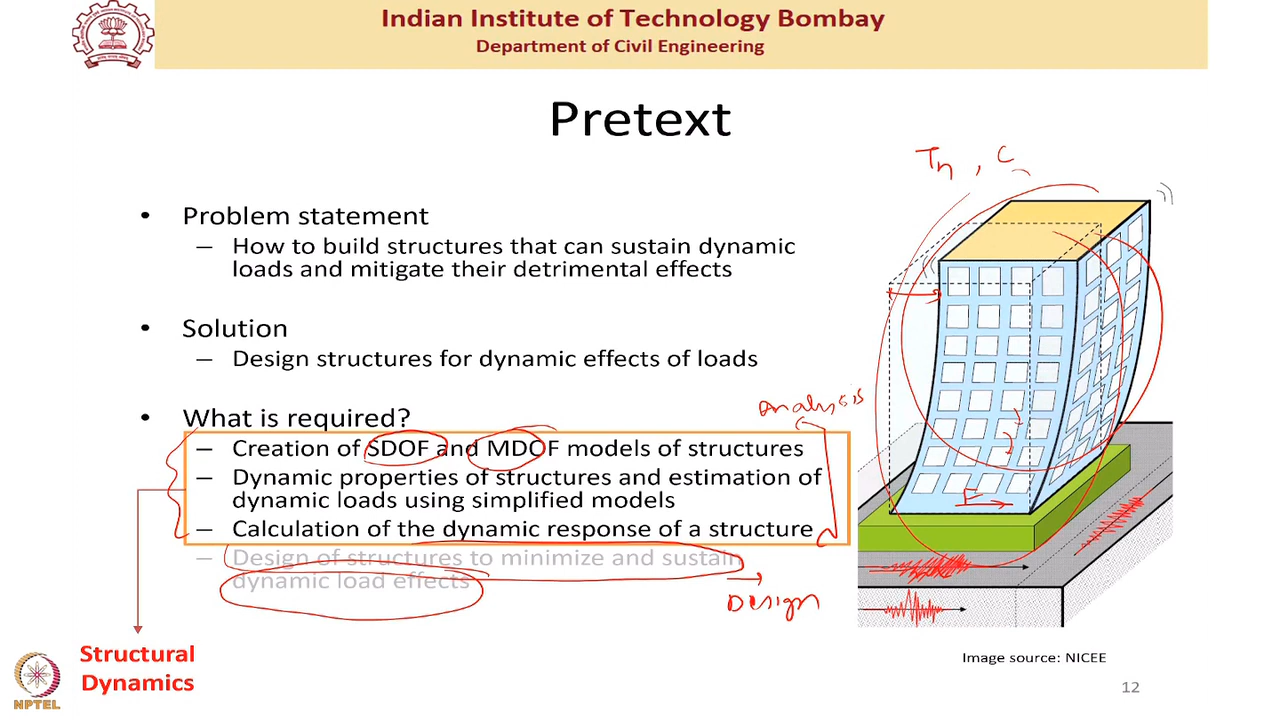 Indian Institute of Technology Bombay
Department of Civil Engineering
Pretext
Tn , C
• Problem statement
– How to build structures that can sustain dynamic
loads and mitigate their detrimental effects
• Solution
– Design structures for dynamic effects of loads
• What is required?
Analysis
– Creation of SDOF and MDOF models of structures
– Dynamic properties of structures and estimation of
dynamic loads using simplified models
– Calculation of the dynamic response of a structure
– Design of structures to minimize and sustain
dynamic load effects
Design
F
Structural
Dynamics
Image source: NICEE
12
NPTEL